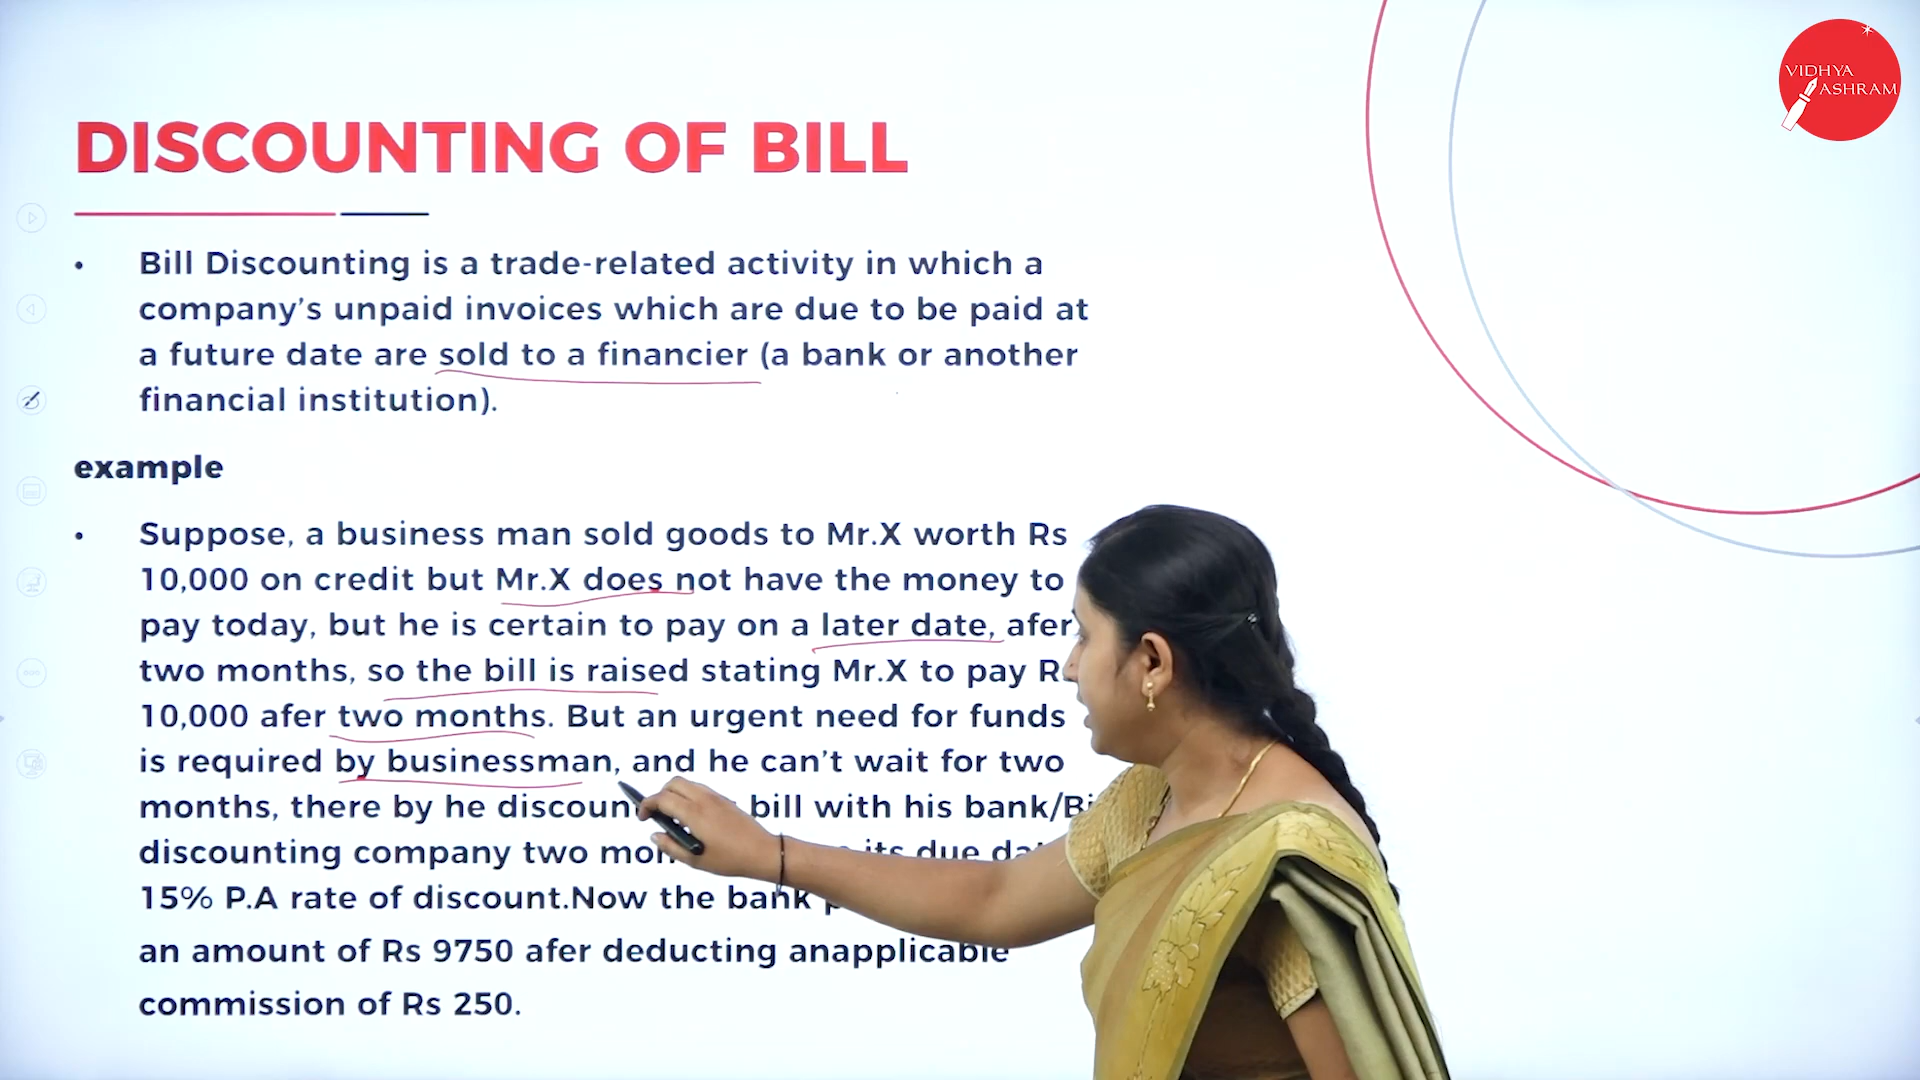 VIDHYA
ASHRAM
DISCOUNTING OF BILL
• Bill Discounting is a trade-related activity in which a
company's unpaid invoices which are due to be paid at
a future date are sold to a financier (a bank or another
financial institution).
example
• Suppose, a business man sold goods to Mr.X worth Rs
10,000 on credit but Mr.X does not have the money to
pay today, but he is certain to pay on a later date, afer
two months, so the bill is raised stating Mr.X to pay
10,000 afer two months. But an urgent need for funds
is required by businessman, and he can't wait for two
months, there by he bill with his
discounting company two its due
15% P.A rate of discount.Now the bank
an amount of Rs 9750 afer deducting anapplicable
commission of Rs 250.